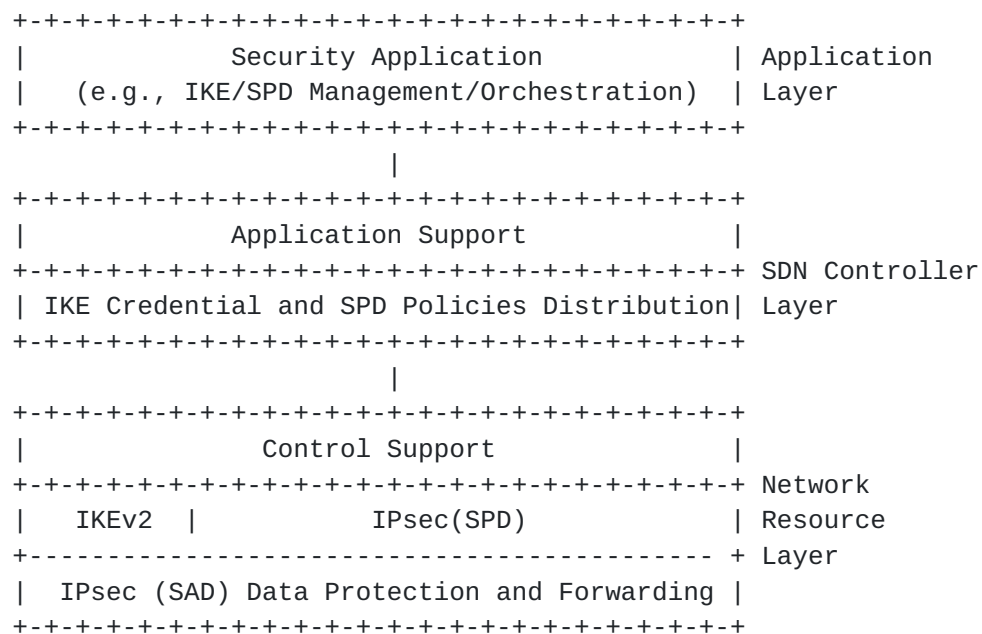 +-+-+-+-+-+-+-+-+-+-+-+-+-+-+-+-+-+-+-+-+-+-+-+
|             Security Application            | Application
|   (e.g., IKE/SPD Management/Orchestration)  | Layer
+-+-+-+-+-+-+-+-+-+-+-+-+-+-+-+-+-+-+-+-+-+-+-+
                        |
+-+-+-+-+-+-+-+-+-+-+-+-+-+-+-+-+-+-+-+-+-+-+-+
|             Application Support             |
+-+-+-+-+-+-+-+-+-+-+-+-+-+-+-+-+-+-+-+-+-+-+-+ SDN Controller
| IKE Credential and SPD Policies Distribution| Layer
+-+-+-+-+-+-+-+-+-+-+-+-+-+-+-+-+-+-+-+-+-+-+-+
                        |
+-+-+-+-+-+-+-+-+-+-+-+-+-+-+-+-+-+-+-+-+-+-+-+
|               Control Support               |
+-+-+-+-+-+-+-+-+-+-+-+-+-+-+-+-+-+-+-+-+-+-+-+ Network
|   IKEv2  |           IPsec(SPD)             | Resource
+-------------------------------------------- + Layer
|  IPsec (SAD) Data Protection and Forwarding |
+-+-+-+-+-+-+-+-+-+-+-+-+-+-+-+-+-+-+-+-+-+-+-+